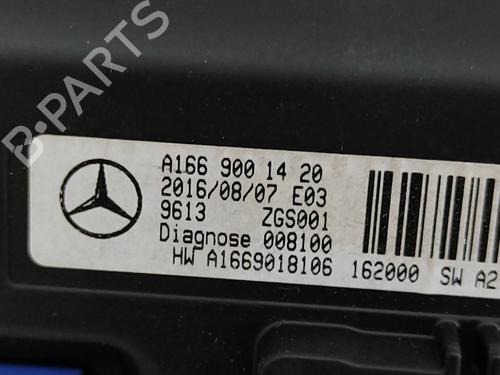 B-PARTS
A166 900 14 20
2016/08/07 E03
9613 ZGS001
Diagnose 008100
HW A1669018106 162000 SW A2